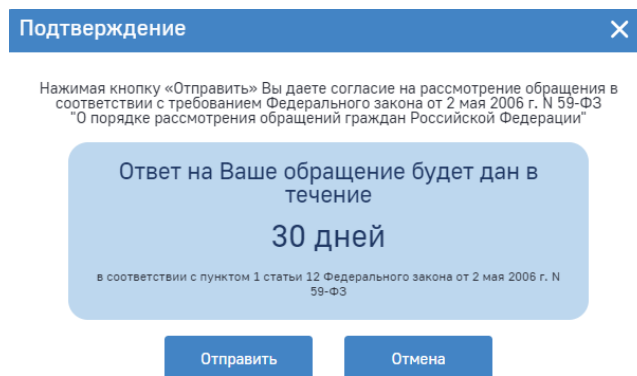 Подтверждение
Нажимая кнопку «Отправить» Вы даете согласие на рассмотрение обращения в
соответствии с требованием Федерального закона от 2 мая 2006 г. N 59-ФЗ
"О порядке рассмотрения обращений граждан Российской Федерации"
Ответ на Ваше обращение будет дан в
течение
30 дней
в соответствии с пунктом 1 статьи 12 Федерального закона от 2 мая 2006 г. N
59-ФЗ
Отправить
Отмена